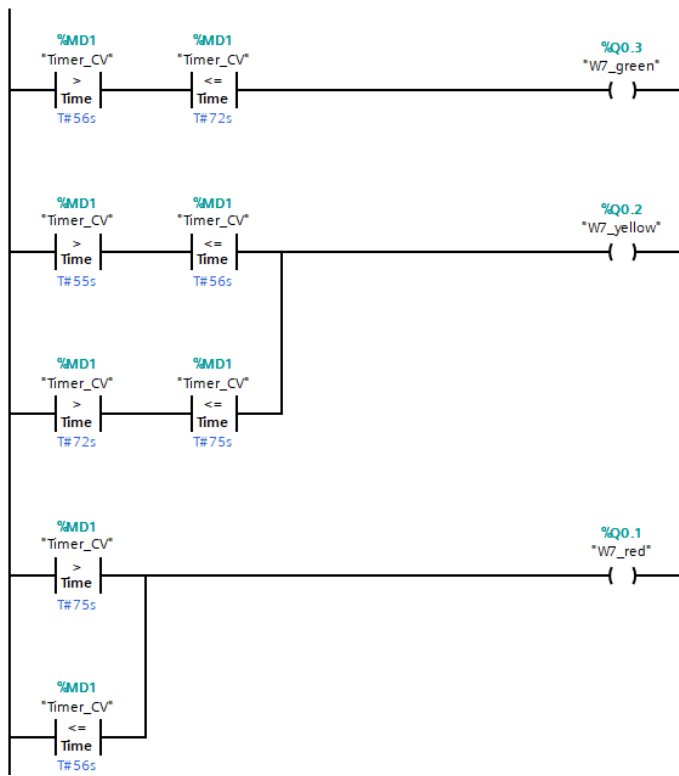 %MD1 %MD1
"Timer_CV" "Timer_CV" %Q0.3
> <= "W7_green"
Time Time ( )
T#56s T#72s
%MD1 %MD1
"Timer_CV" "Timer_CV" %Q0.2
> <= "W7_yellow"
Time Time ( )
T#55s T#56s
%MD1 %MD1
"Timer_CV" "Timer_CV"
> <=
Time Time
T#72s T#75s
%MD1
"Timer_CV" %Q0.1
> "W7_red"
Time ( )
T#75s
%MD1
"Timer_CV"
<=
Time
T#56s